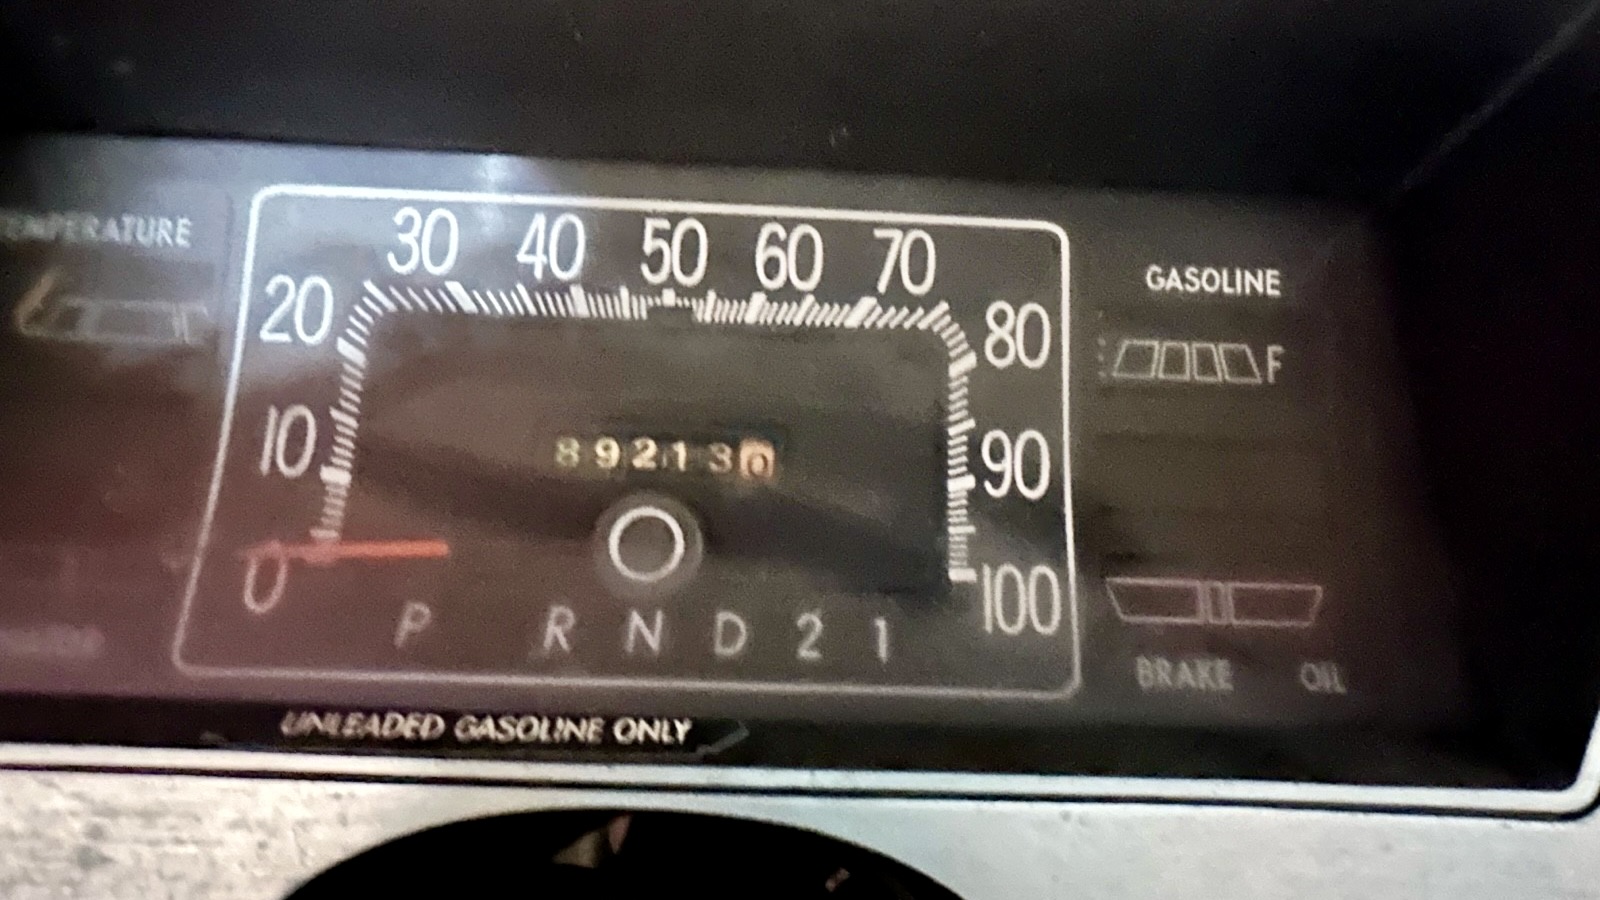 TEMPERATURE
30 40 50 60 70
20
80
GASOLINE
F
10
90
892130
0
100
P R N D 2 1
BRAKE OIL
UNLEADED GASOLINE ONLY